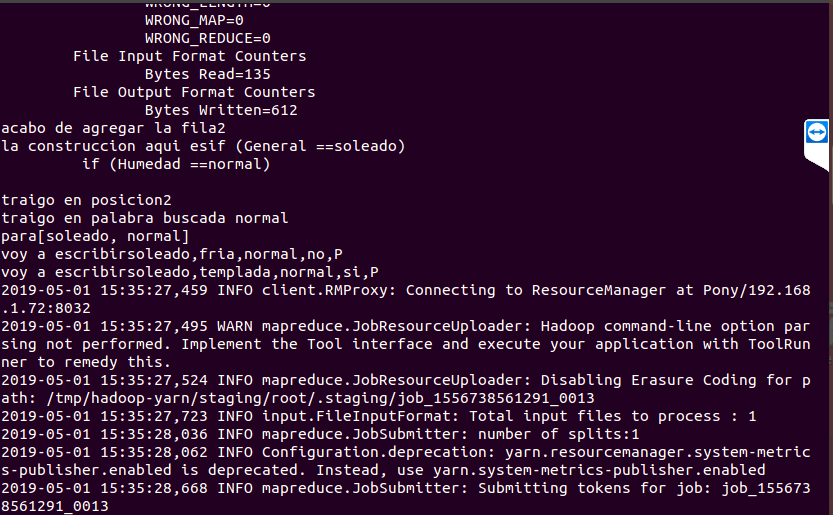 WRONG_LENGTH=0
WRONG_MAP=0
WRONG_REDUCE=0
File Input Format Counters
Bytes Read=135
File Output Format Counters
Bytes Written=612
acabo de agregar la fila2
la construccion aqui esif (General ==soleado)
if (Humedad ==normal)
traigo en posicion2
traigo en palabra buscada normal
para[soleado, normal]
voy a escribirsoleado,fria,normal,no,P
voy a escribirsoleado,templada,normal,si,P
2019-05-01 15:35:27,459 INFO client.RMProxy: Connecting to ResourceManager at Pony/192.168
.1.72:8032
2019-05-01 15:35:27,495 WARN mapreduce.JobResourceUploader: Hadoop command-line option par
sing not performed. Implement the Tool interface and execute your application with ToolRun
ner to remedy this.
2019-05-01 15:35:27,524 INFO mapreduce.JobResourceUploader: Disabling Erasure Coding for p
ath: /tmp/hadoop-yarn/staging/root/.staging/job_1556738561291_0013
2019-05-01 15:35:27,723 INFO input.FileInputFormat: Total input files to process : 1
2019-05-01 15:35:28,036 INFO mapreduce.JobSubmitter: number of splits:1
2019-05-01 15:35:28,062 INFO Configuration.deprecation: yarn.resourcemanager.system-metric
s-publisher.enabled is deprecated. Instead, use yarn.system-metrics-publisher.enabled
2019-05-01 15:35:28,668 INFO mapreduce.JobSubmitter: Submitting tokens for job: job_155673
8561291_0013